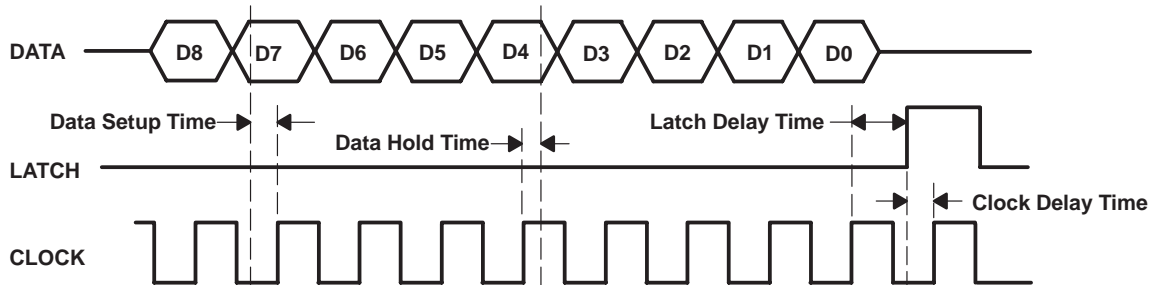 DATA
D8
D7
D6
D5
D4
D3
D2
D1
D0
Data Setup Time
Latch Delay Time
Data Hold Time
LATCH
Clock Delay Time
CLOCK